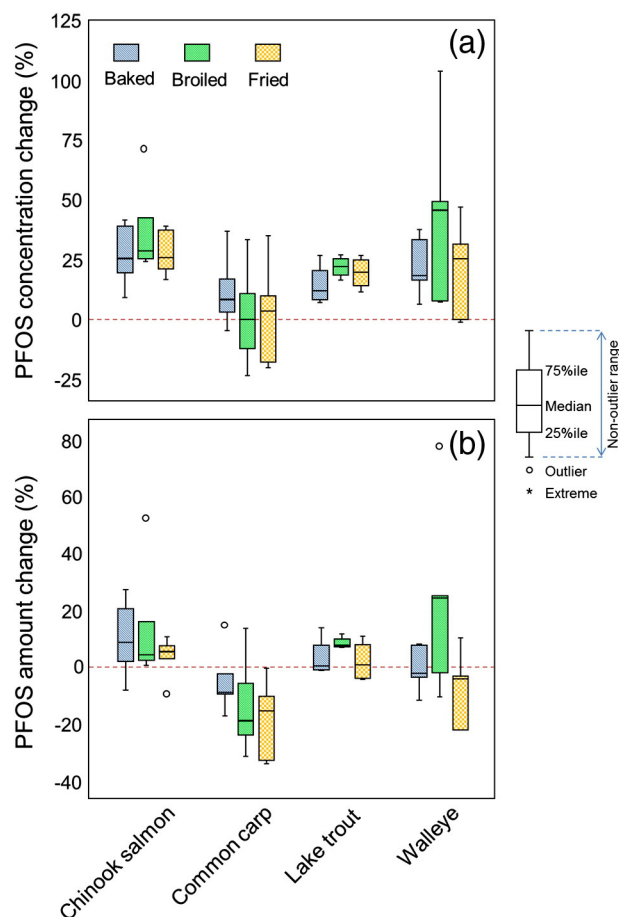 PFOS concentration change (%)
125
100
75
50
25
0
-25
(a)
Baked Broiled Fried
75%ile
Median
25%ile
Non-outlier range
Outlier
* Extreme
PFOS amount change (%)
80
60
40
20
0
-20
-40
(b)
Chinook salmon
Common carp
Lake trout
Walleye